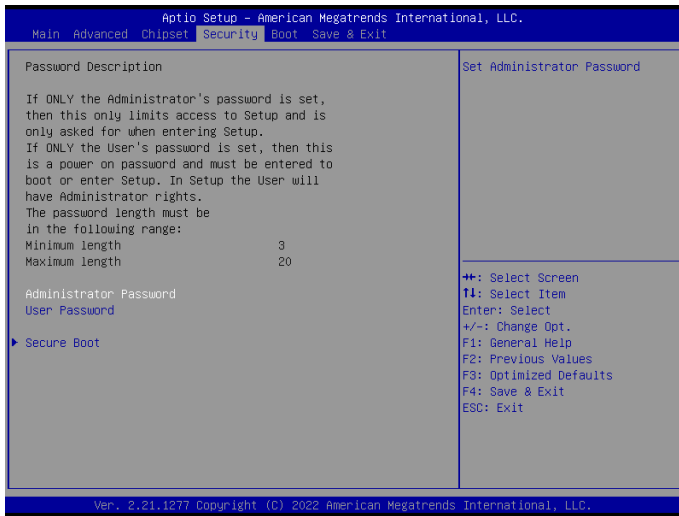 Aptio Setup – American Megatrends International, LLC.
Main Advanced Chipset Security Boot Save & Exit
Password Description
If ONLY the Administrator's password is set,
then this only limits access to Setup and is
only asked for when entering Setup.
If ONLY the User's password is set, then this
is a power on password and must be entered to
boot or enter Setup. In Setup the User will
have Administrator rights.
The password length must be
in the following range:
Minimum length 3
Maximum length 20
Administrator Password
User Password
► Secure Boot
Set Administrator Password
→←: Select Screen
↑↓: Select Item
Enter: Select
+/-: Change Opt.
F1: General Help
F2: Previous Values
F3: Optimized Defaults
F4: Save & Exit
ESC: Exit
Ver. 2.21.1277 Copyright (C) 2022 American Megatrends International, LLC.